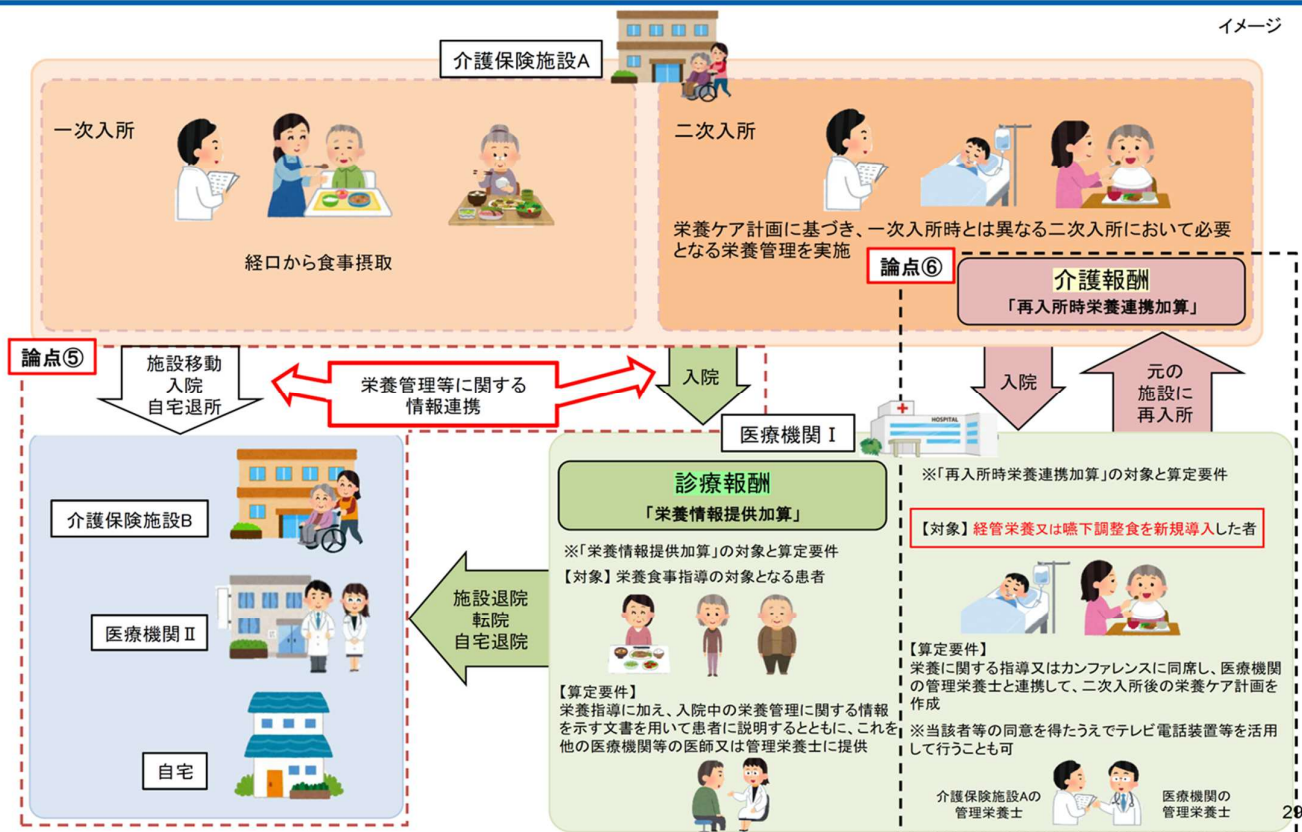 イメージ
介護保険施設A
一次入所
経口から食事摂取
二次入所
栄養ケア計画に基づき、一次入所時とは異なる二次入所において必要
となる栄養管理を実施
論点⑥
介護報酬
「再入所時栄養連携加算」
論点⑤
施設移動
入院
自宅退所
栄養管理等に関する
情報連携
入院
入院
元の
施設に
再入所
介護保険施設B
医療機関Ⅱ
自宅
施設退院
転院
自宅退院
医療機関Ⅰ
HOSPITAL
診療報酬
「栄養情報提供加算」
※「栄養情報提供加算」の対象と算定要件
【対象】栄養食事指導の対象となる患者
【算定要件】
栄養指導に加え、入院中の栄養管理に関する情報
を示す文書を用いて患者に説明するとともに、これを
他の医療機関等の医師又は管理栄養士に提供
※「再入所時栄養連携加算」の対象と算定要件
【対象】経管栄養又は嚥下調整食を新規導入した者
【算定要件】
栄養に関する指導又はカンファレンスに同席し、医療機関
の管理栄養士と連携して、二次入所後の栄養ケア計画を
作成
※当該者等の同意を得たうえでテレビ電話装置等を活用
して行うことも可
介護保険施設Aの
管理栄養士
医療機関の
管理栄養士
29